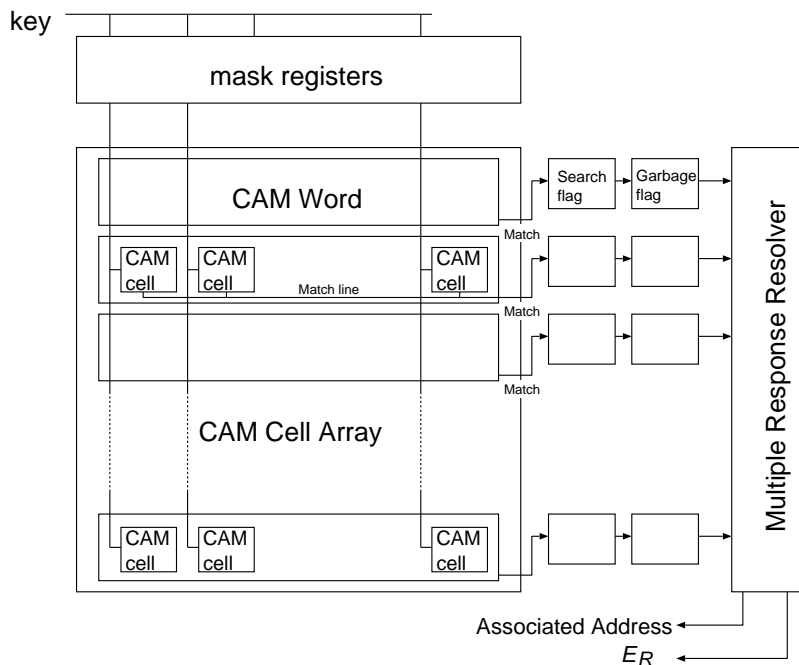 key
mask registers
CAM Word
Search
flag
Garbage
flag
Match
CAM
cell
CAM
cell
CAM
cell
Match line
Match
Match
CAM Cell Array
CAM
cell
CAM
cell
CAM
cell
Multiple Response Resolver
Associated Address
ER